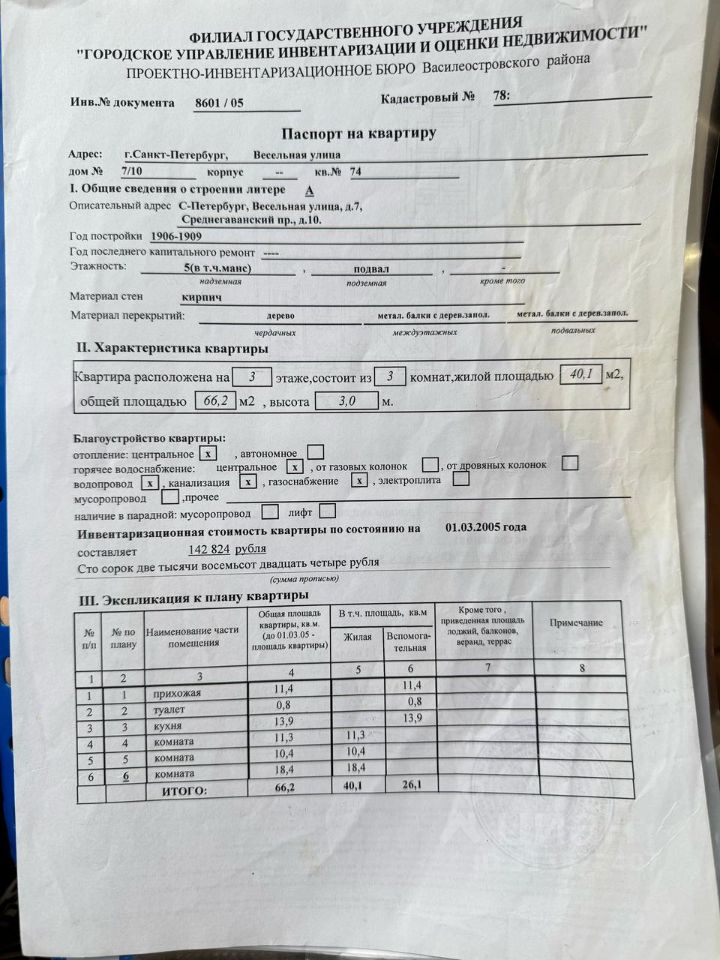 ФИЛИАЛ ГОСУДАРСТВЕННОГО УЧРЕЖДЕНИЯ
"ГОРОДСКОЕ УПРАВЛЕНИЕ ИНВЕНТАРИЗАЦИИ И ОЦЕНКИ НЕДВИЖИМОСТИ"
ПРОЕКТНО-ИНВЕНТАРИЗАЦИОННОЕ БЮРО Василеостровского района
Инв.№ документа 8601 / 05 Кадастровый № 78:
Паспорт на квартиру
Адрес: г.Санкт-Петербург, Весельная улица
дом № 7/10 корпус -- кв.№ 74
I. Общие сведения о строении литере А
Описательный адрес С-Петербург, Весельная улица, д.7,
Среднегаванский пр., д.10.
Год постройки 1906-1909
Год последнего капитального ремонт ----
Этажность: 5(в т.ч.манс) , подвал , -
надземная подземная кроме того
Материал стен кирпич
Материал перекрытий: дерево метал. балки с дерев.запол. метал. балки с дерев.запол.
чердачных междуэтажных подвальных
II. Характеристика квартиры
Квартира расположена на 3 этаже,состоит из 3 комнат,жилой площадью 40,1 м2,
общей площадью 66,2 м2 , высота 3,0 м.
Благоустройство квартиры:
отопление: центральное x , автономное
горячее водоснабжение: центральное x , от газовых колонок , от дровяных колонок
водопровод x , канализация x , газоснабжение x , электроплита
мусоропровод ,прочее
наличие в парадной: мусоропровод лифт
Инвентаризационная стоимость квартиры по состоянию на 01.03.2005 года
составляет 142 824 рубля
Сто сорок две тысячи восемьсот двадцать четыре рубля
(сумма прописью)
III. Экспликация к плану квартиры
№ п/п № по плану Наименование части помещения Общая площадь квартиры, кв.м. (до 01.03.05 - площадь квартиры) В т.ч. площадь, кв.м Жилая Вспомога-тельная Кроме того , приведенная площадь лоджий, балконов, веранд, террас Примечание
1 2 3 4 5 6 7 8
1 1 прихожая 11,4 11,4
2 2 туалет 0,8 0,8
3 3 кухня 13,9 13,9
4 4 комната 11,3 11,3
5 5 комната 10,4 10,4
6 6 комната 18,4 18,4
ИТОГО: 66,2 40,1 26,1